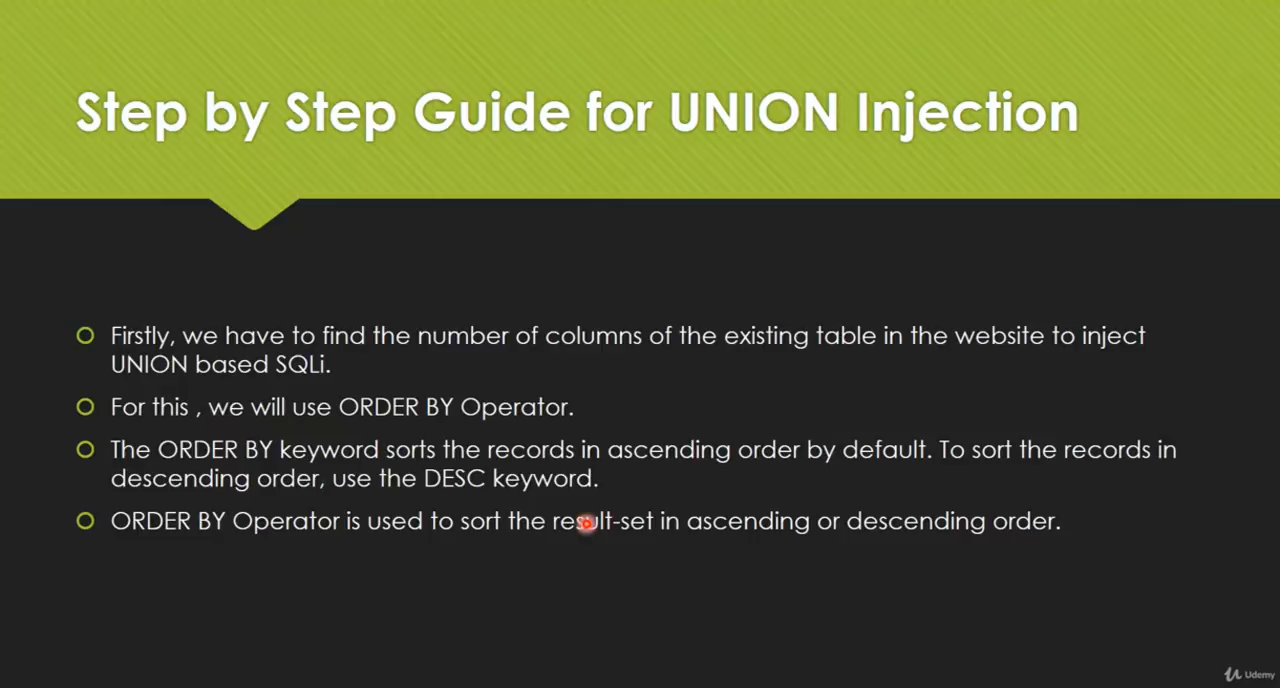 Step by Step Guide for UNION Injection
Firstly, we have to find the number of columns of the existing table in the website to inject
UNION based SQLi.
For this , we will use ORDER BY Operator.
The ORDER BY keyword sorts the records in ascending order by default. To sort the records in
descending order, use the DESC keyword.
ORDER BY Operator is used to sort the result-set in ascending or descending order.
Udemy